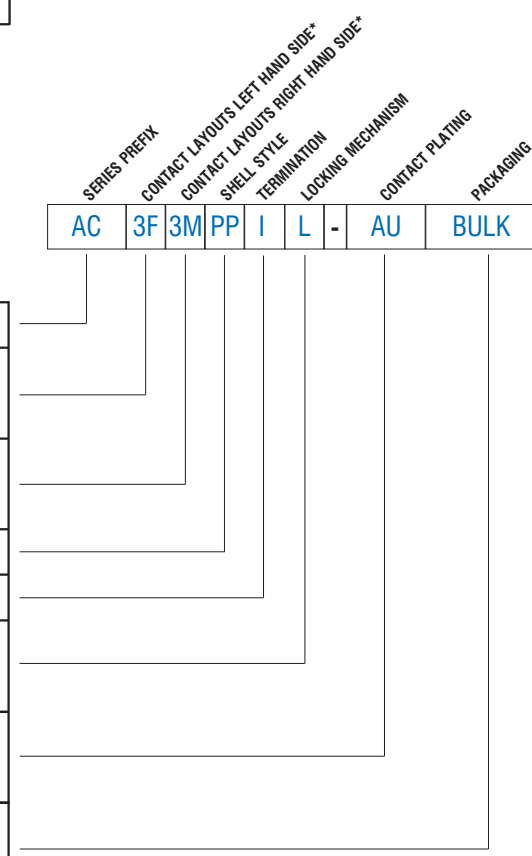 SERIES PREFIX
CONTACT LAYOUTS LEFT HAND SIDE*
CONTACT LAYOUTS RIGHT HAND SIDE*
SHELL STYLE
TERMINATION
LOCKING MECHANISM
CONTACT PLATING
PACKAGING
AC 3F 3M PP I L - AU BULK